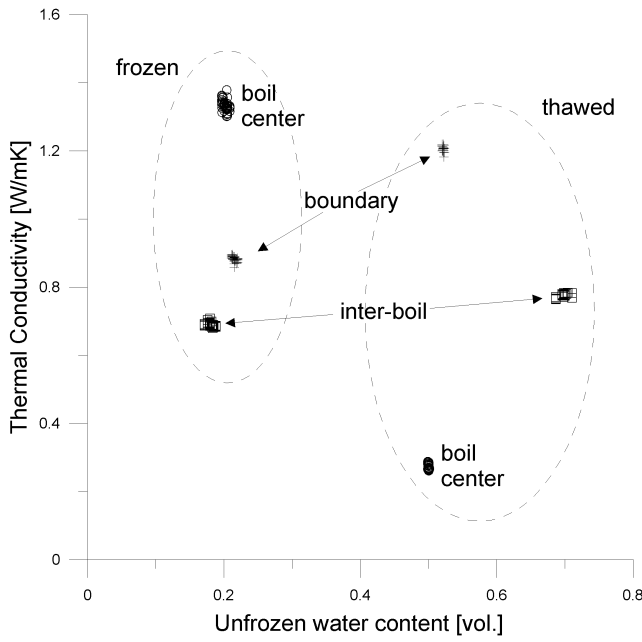 1.6
frozen
boil
center
thawed
1.2
boundary
Thermal Conductivity [W/mK]
0.8
inter-boil
0.4
boil
center
0
0
0.2
0.4
0.6
0.8
Unfrozen water content [vol.]